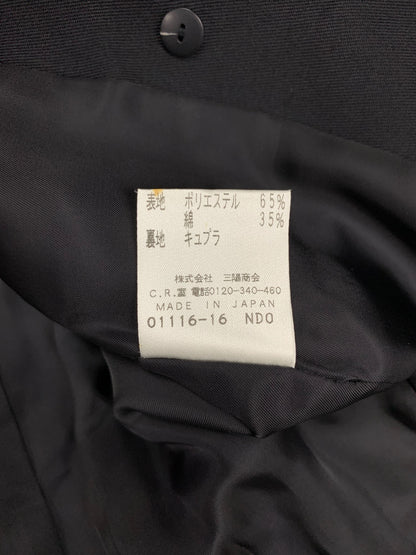 表地 ポリエステル 65%
綿 35%
裏地 キュプラ
株式会社 三陽商会
C.R.室 電話0120-340-460
MADE IN JAPAN
01116-16 NDO